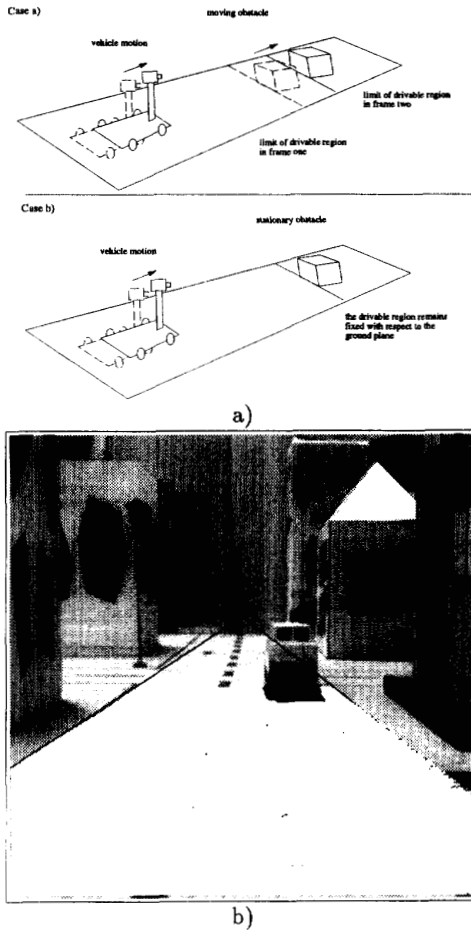 Case a)
moving obstacle
vehicle motion
limit of drivable region
in frame two
limit of drivable region
in frame one
Case b)
stationary obstacle
vehicle motion
the drivable region remains
fixed with respect to the
ground plane
a)
b)